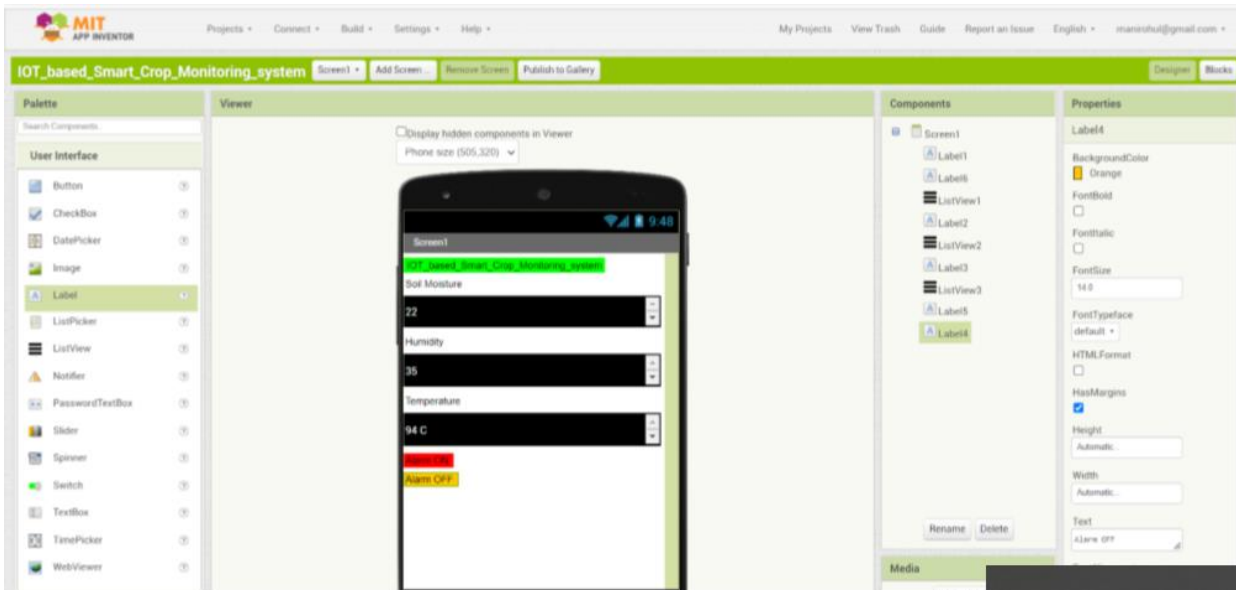 MIT
APP INVENTOR
Projects Connect Build Settings Help My Projects View Trash Guide Report an Issue English
IOT_based_Smart_Crop_Monitoring_system Screen1 Add Screen ... Remove Screen Publish to Gallery Designer Blocks
Palette
Search Components...
User Interface
Button
CheckBox
DatePicker
Image
Label
ListPicker
ListView
Notifier
PasswordTextBox
Slider
Spinner
Switch
TextBox
TimePicker
WebViewer
Viewer
Display hidden components in Viewer
Phone size (505,320)
9:48
Screen1
IOT_based_Smart_Crop_Monitoring_system
Soil Moisture
22
Humidity
35
Temperature
94 C
Alarm ON
Alarm OFF
Components
Screen1
Label1
Label6
ListView1
Label2
ListView2
Label3
ListView3
Label5
Label4
Rename Delete
Media
Properties
Label4
BackgroundColor
Orange
FontBold
FontItalic
FontSize
14.0
FontTypeface
default
HTMLFormat
HasMargins
Height
Automatic...
Width
Automatic...
Text
Alarm OFF